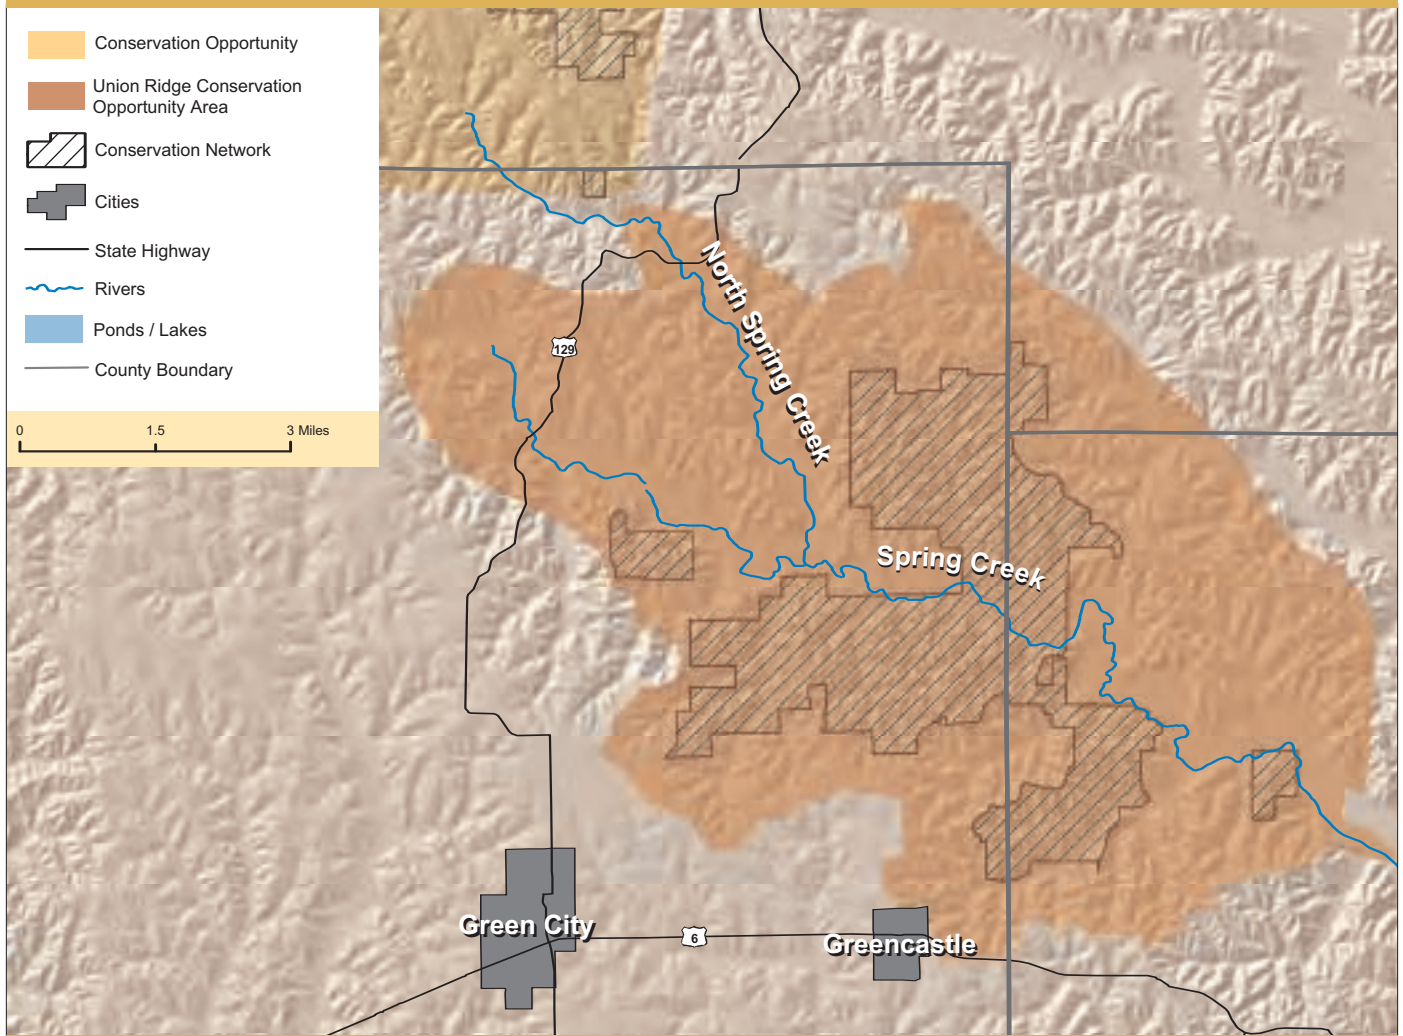 Conservation Opportunity
Union Ridge Conservation
Opportunity Area
Conservation Network
Cities
State Highway
Rivers
Ponds / Lakes
County Boundary
0 1.5 3 Miles
North Spring Creek
129
Spring Creek
Green City
6
Greencastle